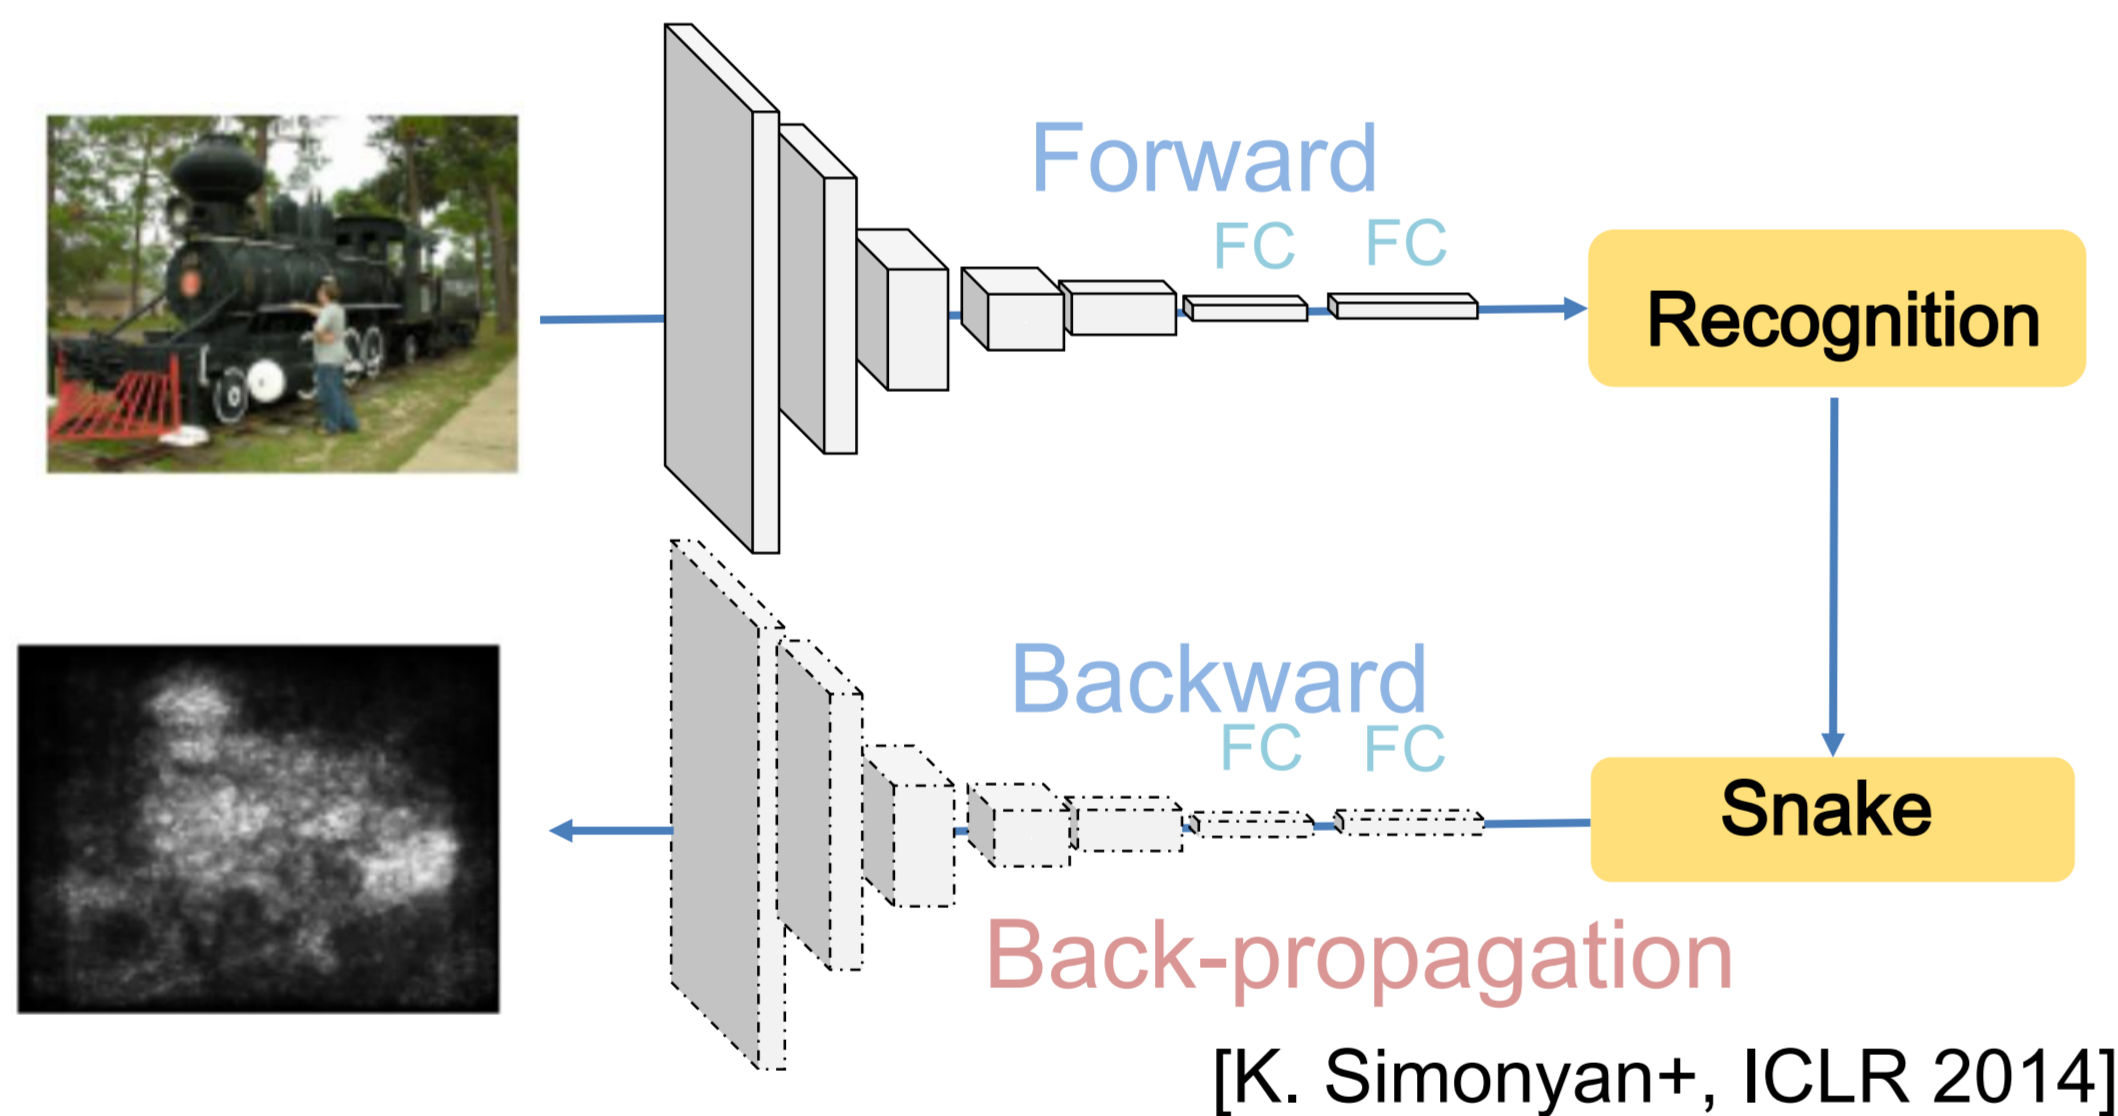 Forward
FC FC
Recognition
Backward
FC FC
Snake
Back-propagation
[K. Simonyan+, ICLR 2014]